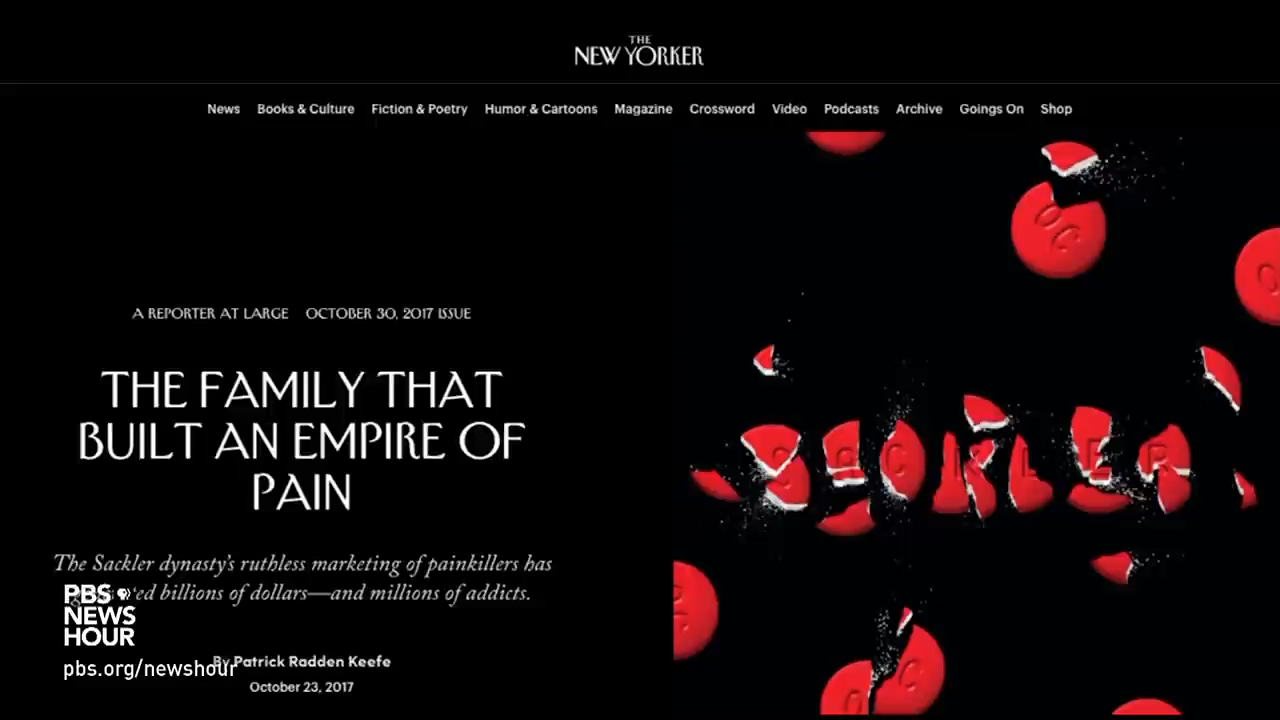 THE
NEW YORKER
News Books & Culture Fiction & Poetry Humor & Cartoons Magazine Crossword Video Podcasts Archive Goings On Shop
A REPORTER AT LARGE OCTOBER 30, 2017 ISSUE
THE FAMILY THAT
BUILT AN EMPIRE OF
PAIN
The Sackler dynasty's ruthless marketing of painkillers has
billions of dollars—and millions of addicts.
By Patrick Radden Keefe
October 23, 2017
PBS
NEWS
HOUR
pbs.org/newshour
OC
SACKLER